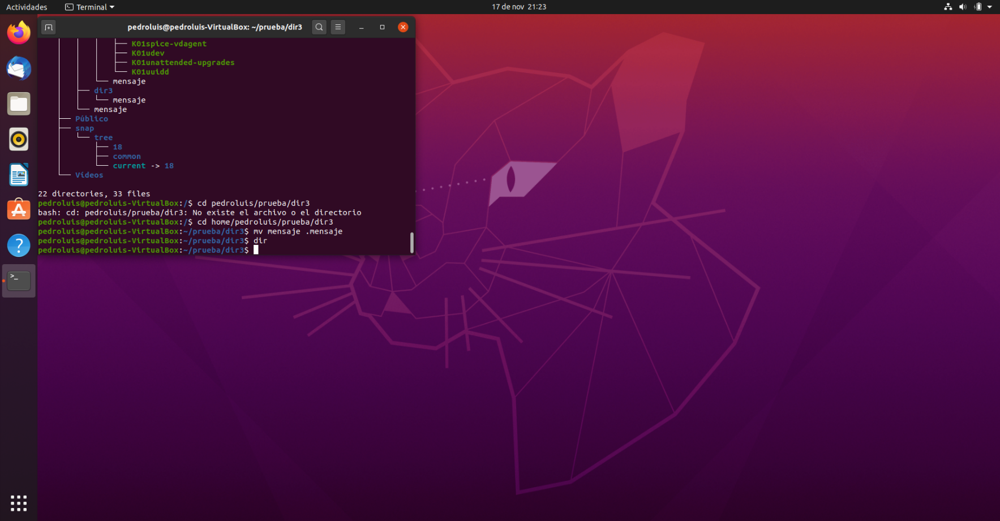 Actividades
Terminal
17 de nov 21:23
pedroluis@pedroluis-VirtualBox: ~/prueba/dir3
K01spice-vdagent
K01udev
K01unattended-upgrades
K01uuidd
mensaje
dir3
mensaje
mensaje
Público
snap
tree
18
common
current -> 18
Vídeos
22 directories, 33 files
pedroluis@pedroluis-VirtualBox:/$ cd pedroluis/prueba/dir3
bash: cd: pedroluis/prueba/dir3: No existe el archivo o el directorio
pedroluis@pedroluis-VirtualBox:/$ cd home/pedroluis/prueba/dir3
pedroluis@pedroluis-VirtualBox:~/prueba/dir3$ mv mensaje .mensaje
pedroluis@pedroluis-VirtualBox:~/prueba/dir3$ dir
pedroluis@pedroluis-VirtualBox:~/prueba/dir3$